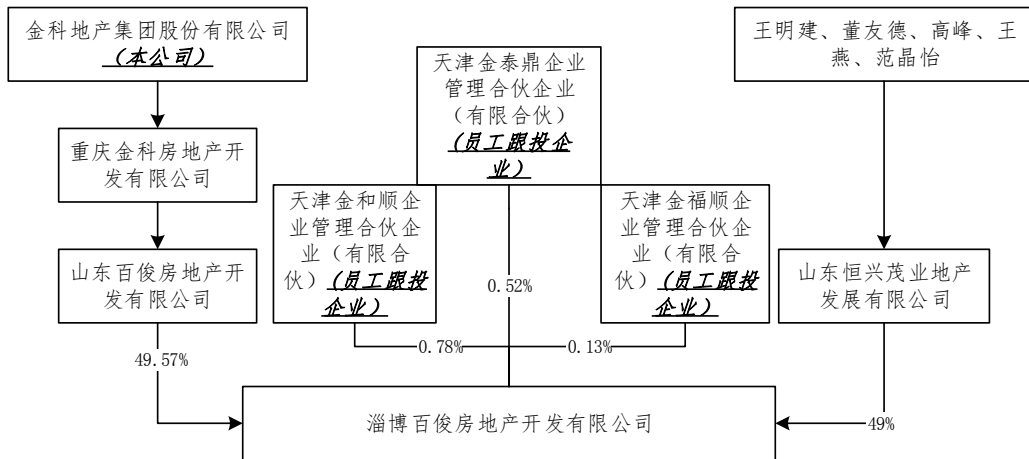 金科地产集团股份有限公司
(本公司)
重庆金科房地产开
发有限公司
山东百俊房地产开
发有限公司
49.57%
天津金泰鼎企业
管理合伙企业
（有限合伙）
(员工跟投企
业)
天津金和顺企
业管理合伙企
业（有限合
伙）(员工跟投
企业)
0.78%
0.52%
天津金福顺企
业管理合伙企
业（有限合
伙）(员工跟投
企业)
0.13%
王明建、董友德、高峰、王
燕、范晶怡
山东恒兴茂业地产
发展有限公司
49%
淄博百俊房地产开发有限公司